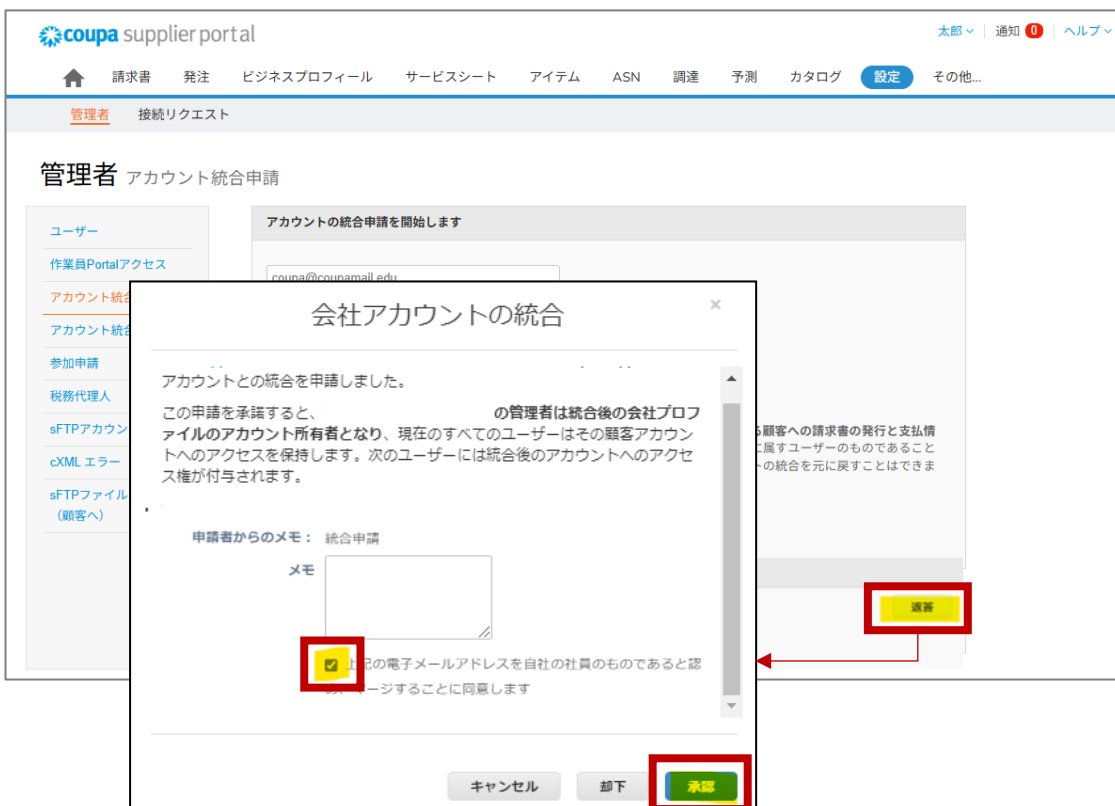 coupa supplier portal
太郎 通知 0 ヘルプ
請求書 発注 ビジネスプロフィール サービスシート アイテム ASN 調達 予測 カタログ 設定 その他...
管理者 接続リクエスト
管理者 アカウント統合申請
ユーザー
作業員Portalアクセス
アカウント統合
アカウント統合
参加申請
税務代理人
sFTPアカウン
cXML エラー
sFTPファイル
（顧客へ）
アカウントの統合申請を開始します
coupa@coupamail.edu
る顧客への請求書の発行と支払情
に属すユーザーのものであること
トの統合を元に戻すことはできま
返答
会社アカウントの統合
×
アカウントとの統合を申請しました。
この申請を承諾すると、 の管理者は統合後の会社プロフ
ァイルのアカウント所有者となり、現在のすべてのユーザーはその顧客アカウン
トへのアクセスを保持します。次のユーザーには統合後のアカウントへのアクセ
ス権が付与されます。
申請者からのメモ： 統合申請
メモ
上記の電子メールアドレスを自社の社員のものであると認
ージすることに同意します
キャンセル 却下 承認